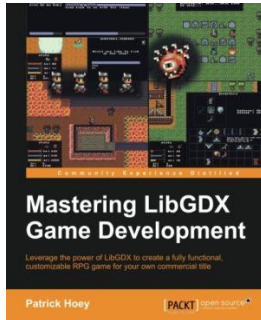 Community Experience Distilled
Mastering LibGDX
Game Development
Leverage the power of LibGDX to create a fully functional,
customizable RPG game for your own commercial title
Patrick Hoey
[PACKT] open source
PUBLISHING